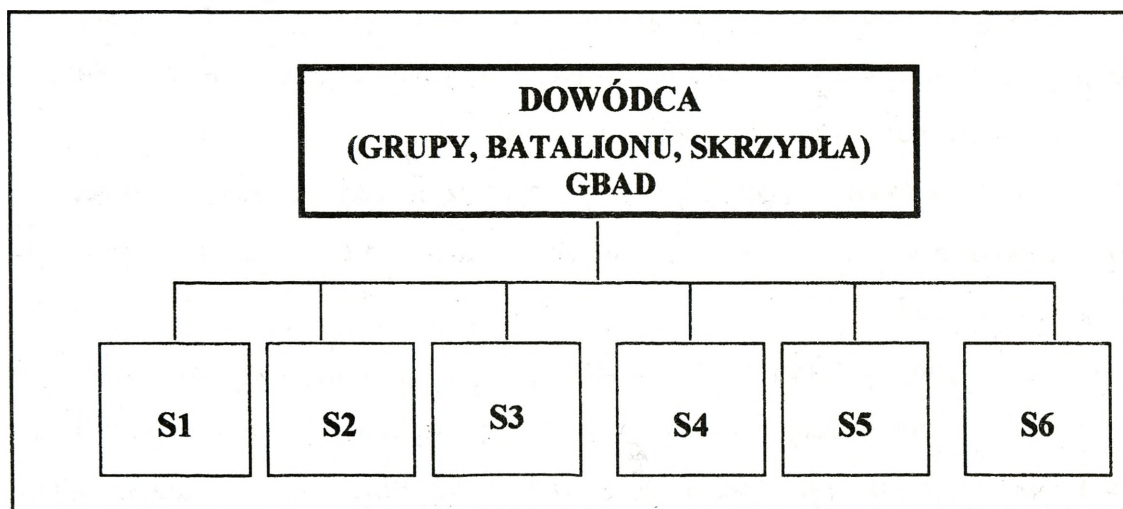 DOWÓDCA
(GRUPY, BATALIONU, SKRZYDŁA)
GBAD
S1 S2 S3 S4 S5 S6